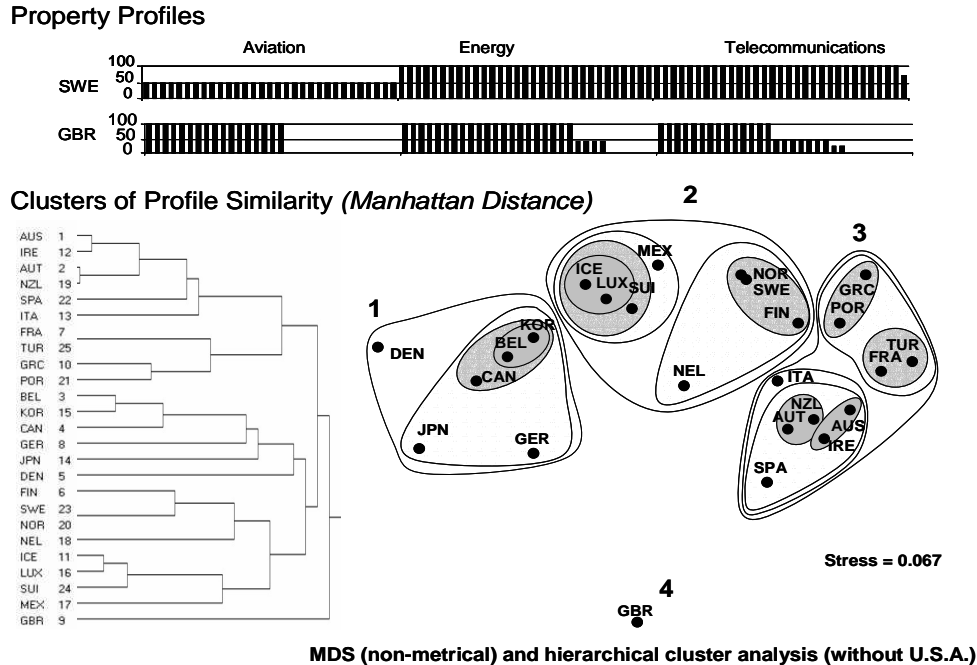 Property Profiles
Aviation Energy Telecommunications
SWE 100 50 0
GBR 100 50 0
Clusters of Profile Similarity (Manhattan Distance)
AUS 1
IRE 12
AUT 2
NZL 19
SPA 22
ITA 13
FRA 7
TUR 25
GRC 10
POR 21
BEL 3
KOR 15
CAN 4
GER 8
JPN 14
DEN 5
FIN 6
SWE 23
NOR 20
NEL 18
ICE 11
LUX 16
SUI 24
MEX 17
GBR 9
1
DEN
KOR
BEL
CAN
JPN
GER
2
MEX
ICE
LUX
SUI
NOR
SWE
FIN
NEL
3
GRC
POR
TUR
FRA
ITA
NZL
AUT
AUS
IRE
SPA
Stress = 0.067
4
GBR
MDS (non-metrical) and hierarchical cluster analysis (without U.S.A.)